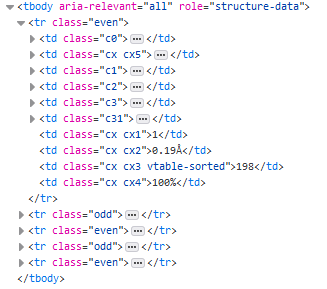 <tbody aria-relevant="all" role="structure-data">
<tr class="even">
<td class="c0"> ••• </td>
<td class="cx cx5"> ••• </td>
<td class="c1"> ••• </td>
<td class="c2"> ••• </td>
<td class="c3"> ••• </td>
<td class="c31"> ••• </td>
<td class="cx cx1">1</td>
<td class="cx cx2">0.19Å</td>
<td class="cx cx3 vtable-sorted">198</td>
<td class="cx cx4">100%</td>
</tr>
<tr class="odd"> ••• </tr>
<tr class="even"> ••• </tr>
<tr class="odd"> ••• </tr>
<tr class="even"> ••• </tr>
</tbody>